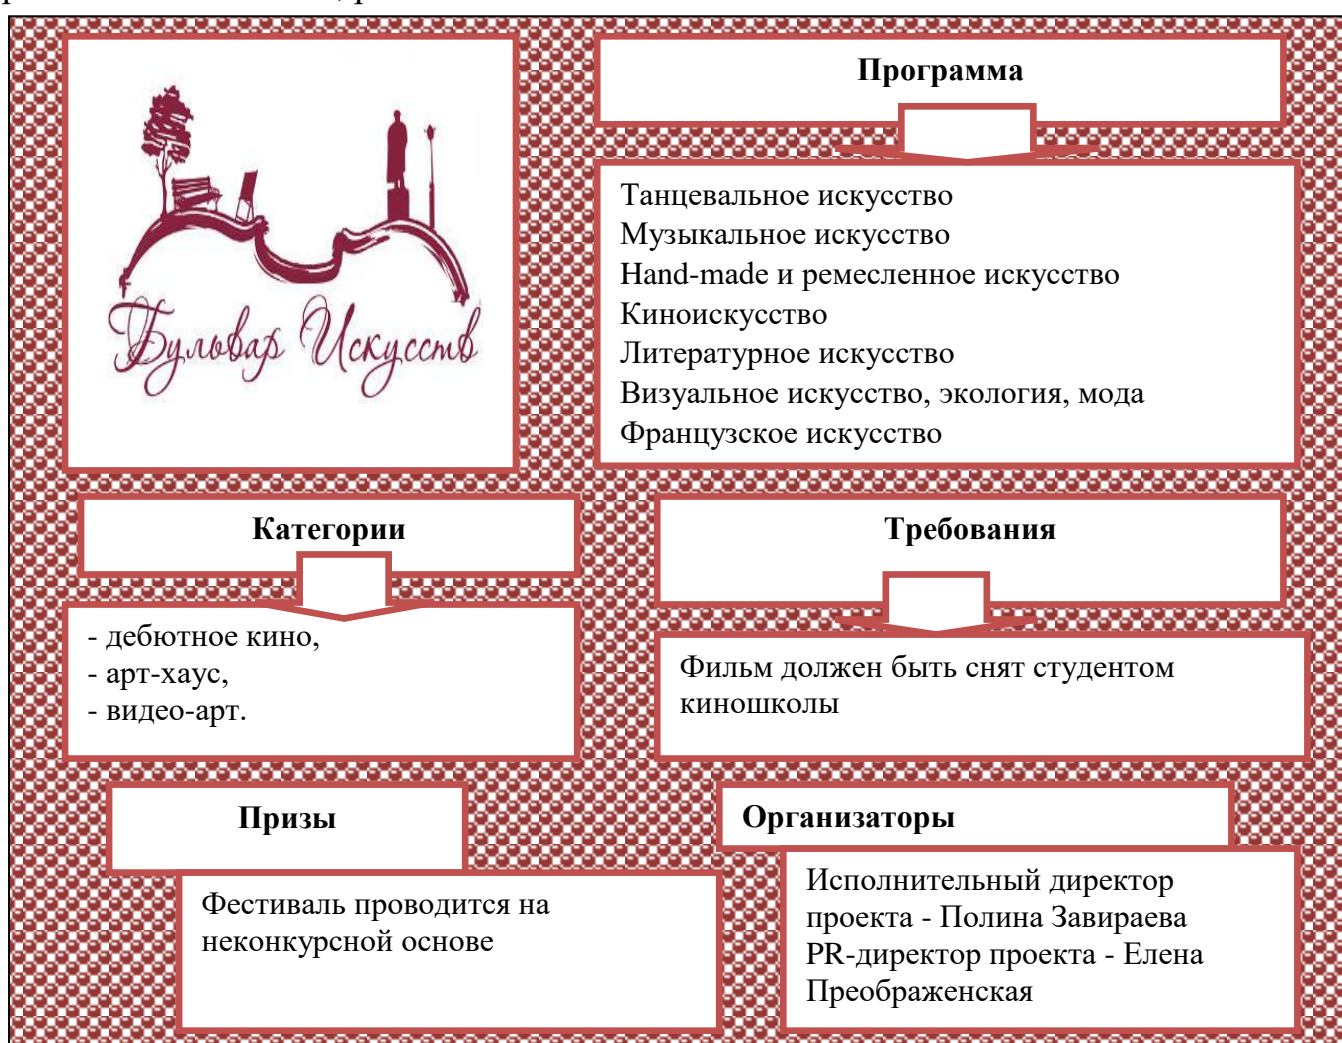 Бульвар Искусств
Программа
Танцевальное искусство
Музыкальное искусство
Hand-made и ремесленное искусство
Киноискусство
Литературное искусство
Визуальное искусство, экология, мода
Французское искусство
Категории
- дебютное кино,
- арт-хаус,
- видео-арт.
Требования
Фильм должен быть снят студентом
киношколы
Призы
Фестиваль проводится на
неконкурсной основе
Организаторы
Исполнительный директор
проекта - Полина Завираева
PR-директор проекта - Елена
Преображенская